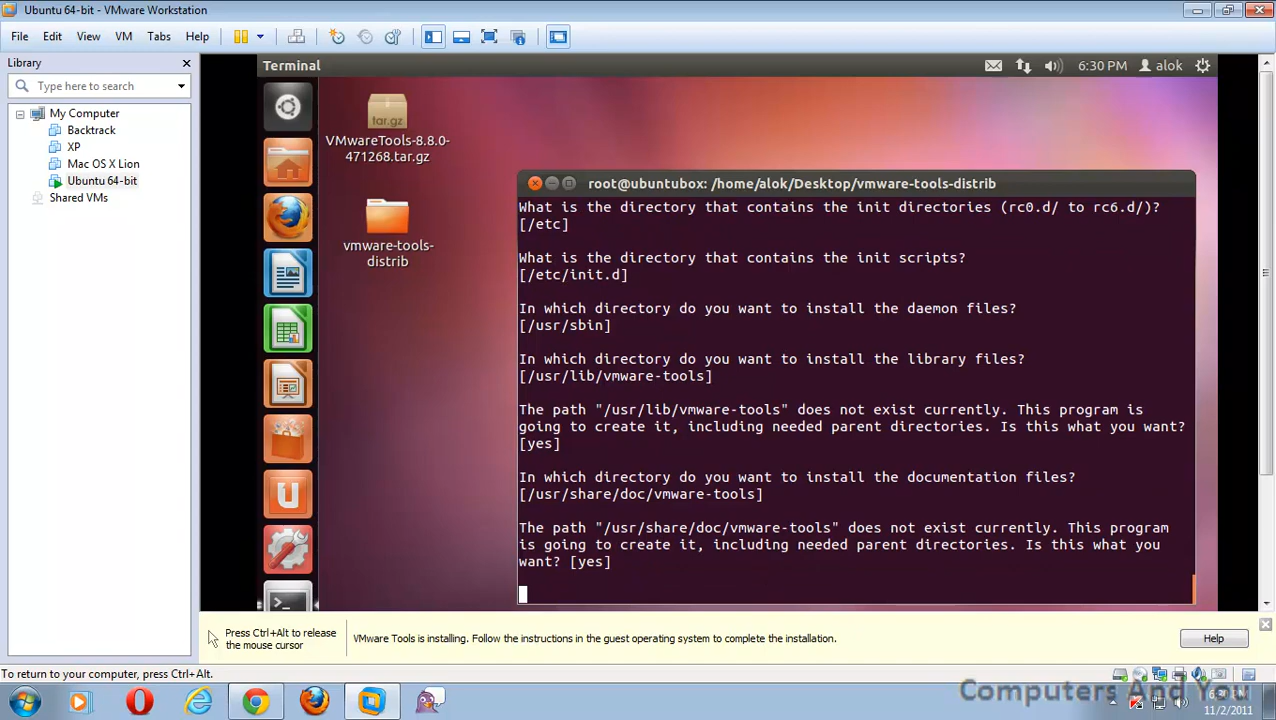 Ubuntu 64-bit - VMware Workstation
File Edit View VM Tabs Help
Library
Type here to search
My Computer
Backtrack
XP
Mac OS X Lion
Ubuntu 64-bit
Shared VMs
Terminal
6:30 PM
alok
tar.gz
VMwareTools-8.8.0-
471268.tar.gz
vmware-tools-
distrib
root@ubuntubox: /home/alok/Desktop/vmware-tools-distrib
What is the directory that contains the init directories (rc0.d/ to rc6.d/)?
[/etc]
What is the directory that contains the init scripts?
[/etc/init.d]
In which directory do you want to install the daemon files?
[/usr/sbin]
In which directory do you want to install the library files?
[/usr/lib/vmware-tools]
The path "/usr/lib/vmware-tools" does not exist currently. This program is
going to create it, including needed parent directories. Is this what you want?
[yes]
In which directory do you want to install the documentation files?
[/usr/share/doc/vmware-tools]
The path "/usr/share/doc/vmware-tools" does not exist currently. This program
is going to create it, including needed parent directories. Is this what you
want? [yes]
Press Ctrl+Alt to release
the mouse cursor
VMware Tools is installing. Follow the instructions in the guest operating system to complete the installation.
Help
To return to your computer, press Ctrl+Alt.
Computers and You
6:30 PM
11/2/2011